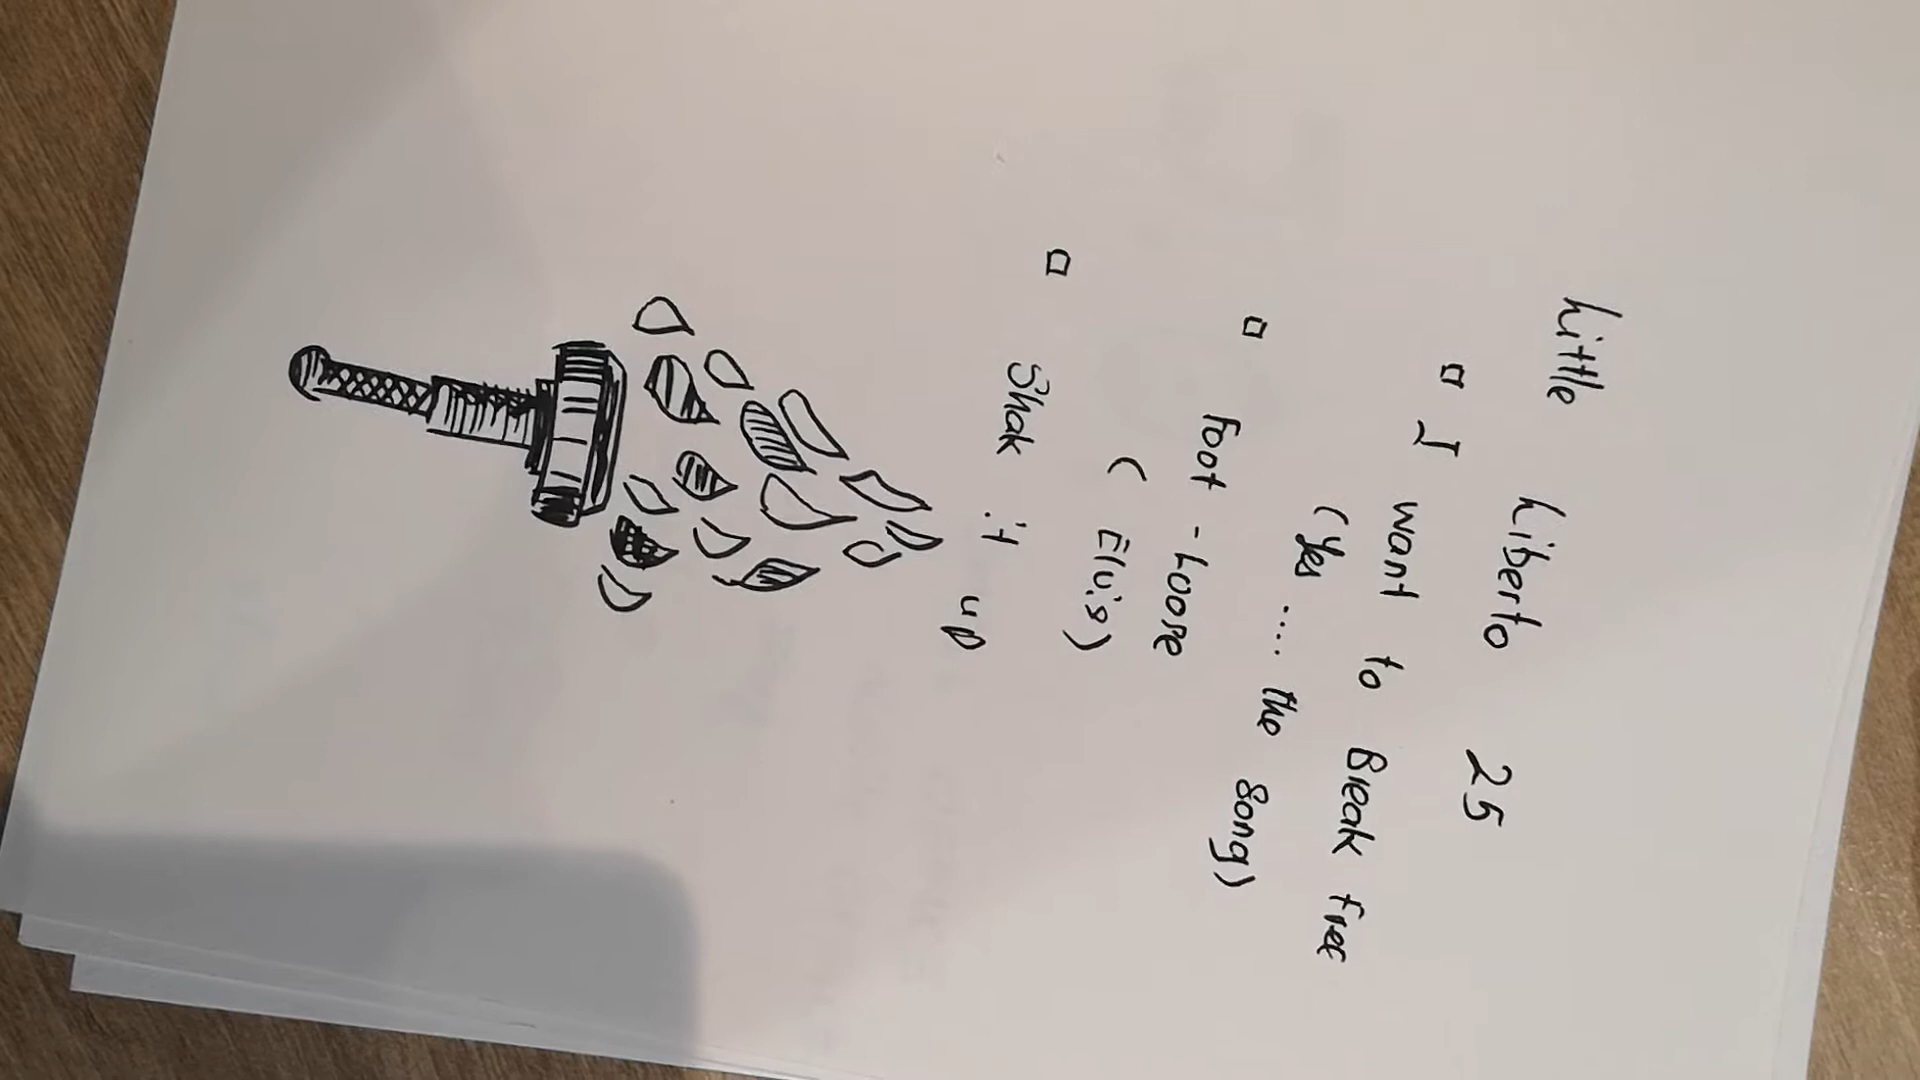 Little Liberto 25
I want to Break free
(Yes ..... the song)
Foot-Loose
(Elvis)
Shak it up